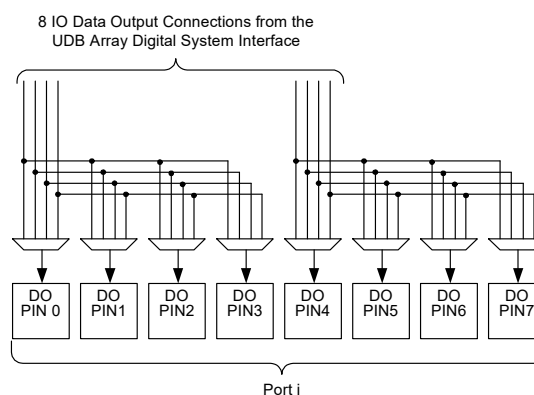 8 IO Data Output Connections from the
UDB Array Digital System Interface
DO
PIN 0
DO
PIN1
DO
PIN2
DO
PIN3
DO
PIN4
DO
PIN5
DO
PIN6
DO
PIN7
Port i